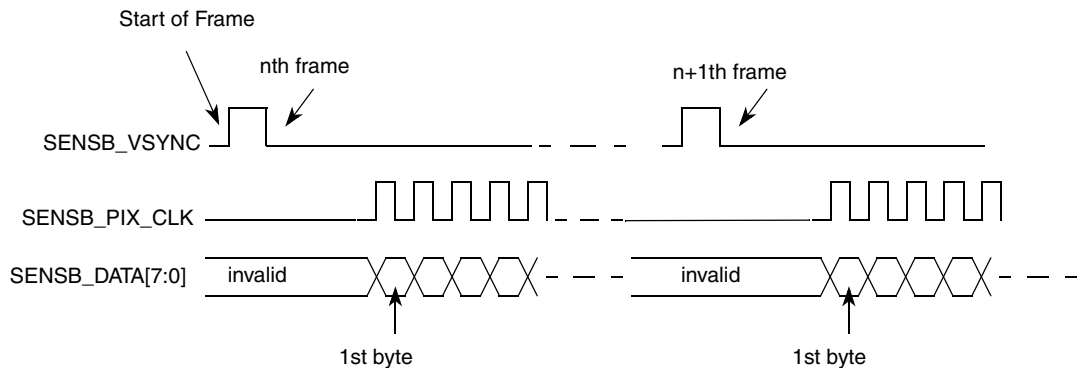 Start of Frame
nth frame
n+1th frame
SENSB_VSYNC
SENSB_PIX_CLK
SENSB_DATA[7:0]
invalid
invalid
1st byte
1st byte